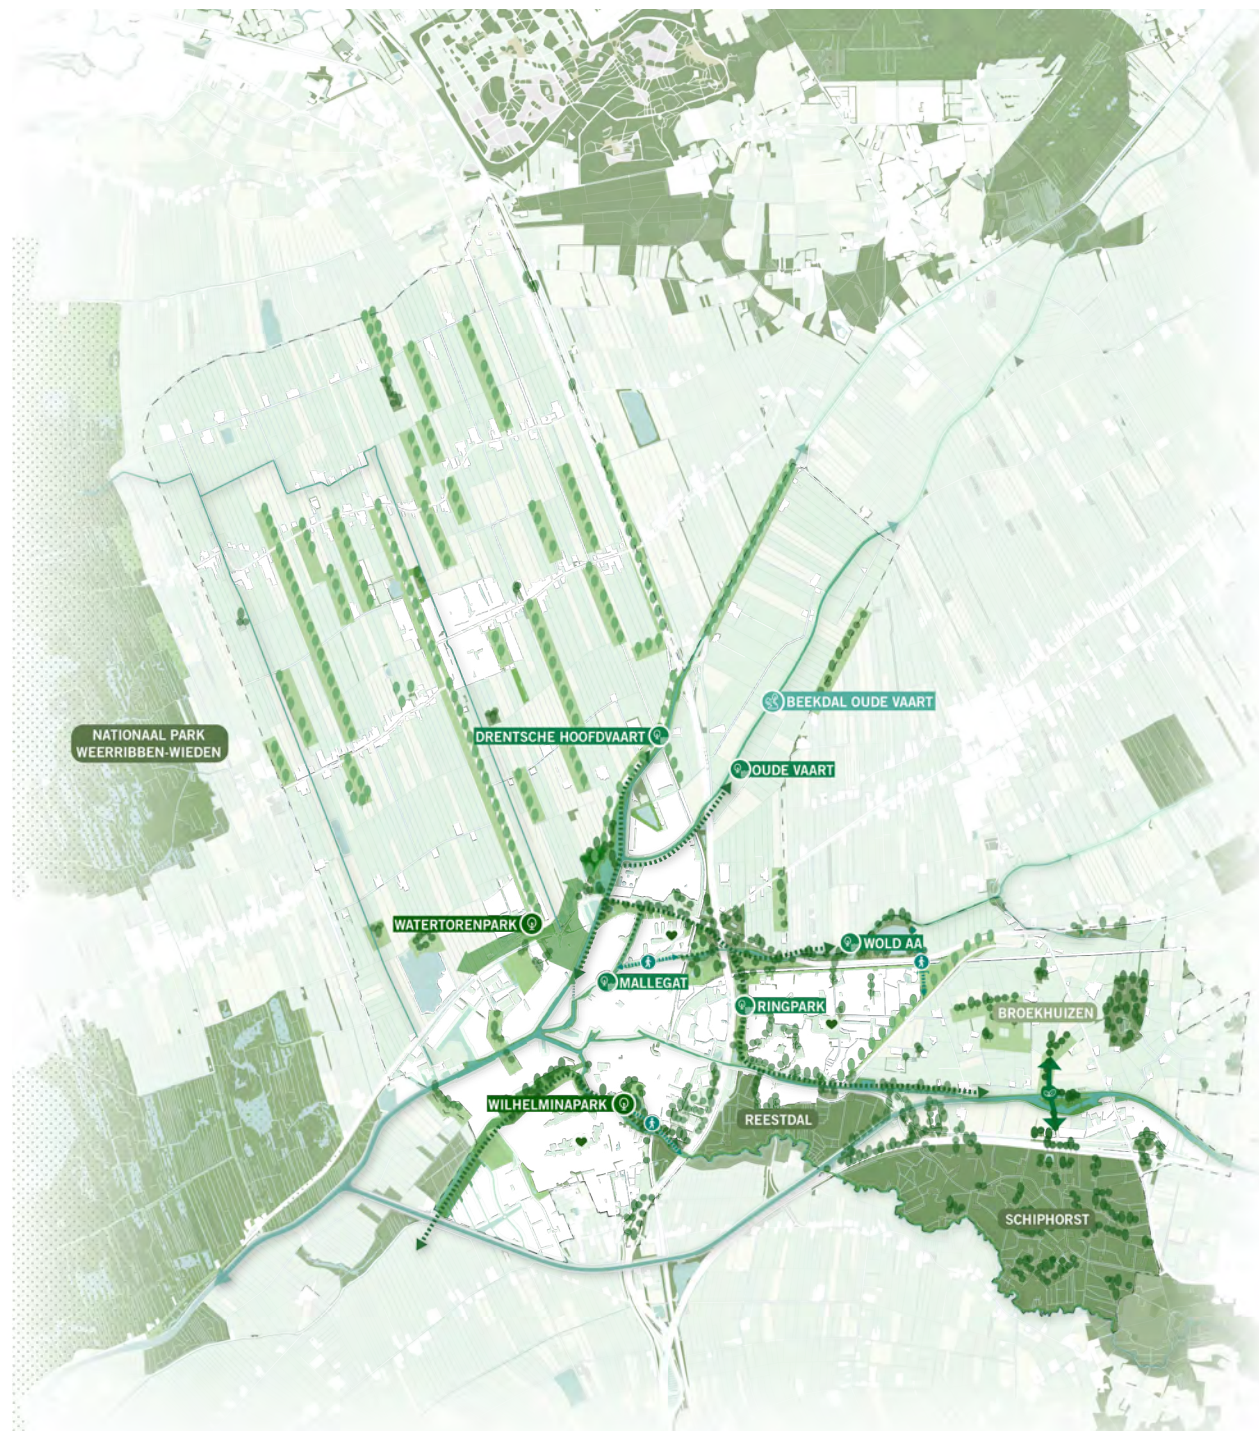 BEEKDAL OUDE VAART
NATIONAAL PARK
WEERRIBBEN-WIEDEN
DRENTSCHE HOOFDVAART
OUDE VAART
WATERTORENPARK
WOLD AA
MALLEGAT
RINGPARK
BROEKHUIZEN
WILHELMINAPARK
REESTDAL
SCHIPHORST